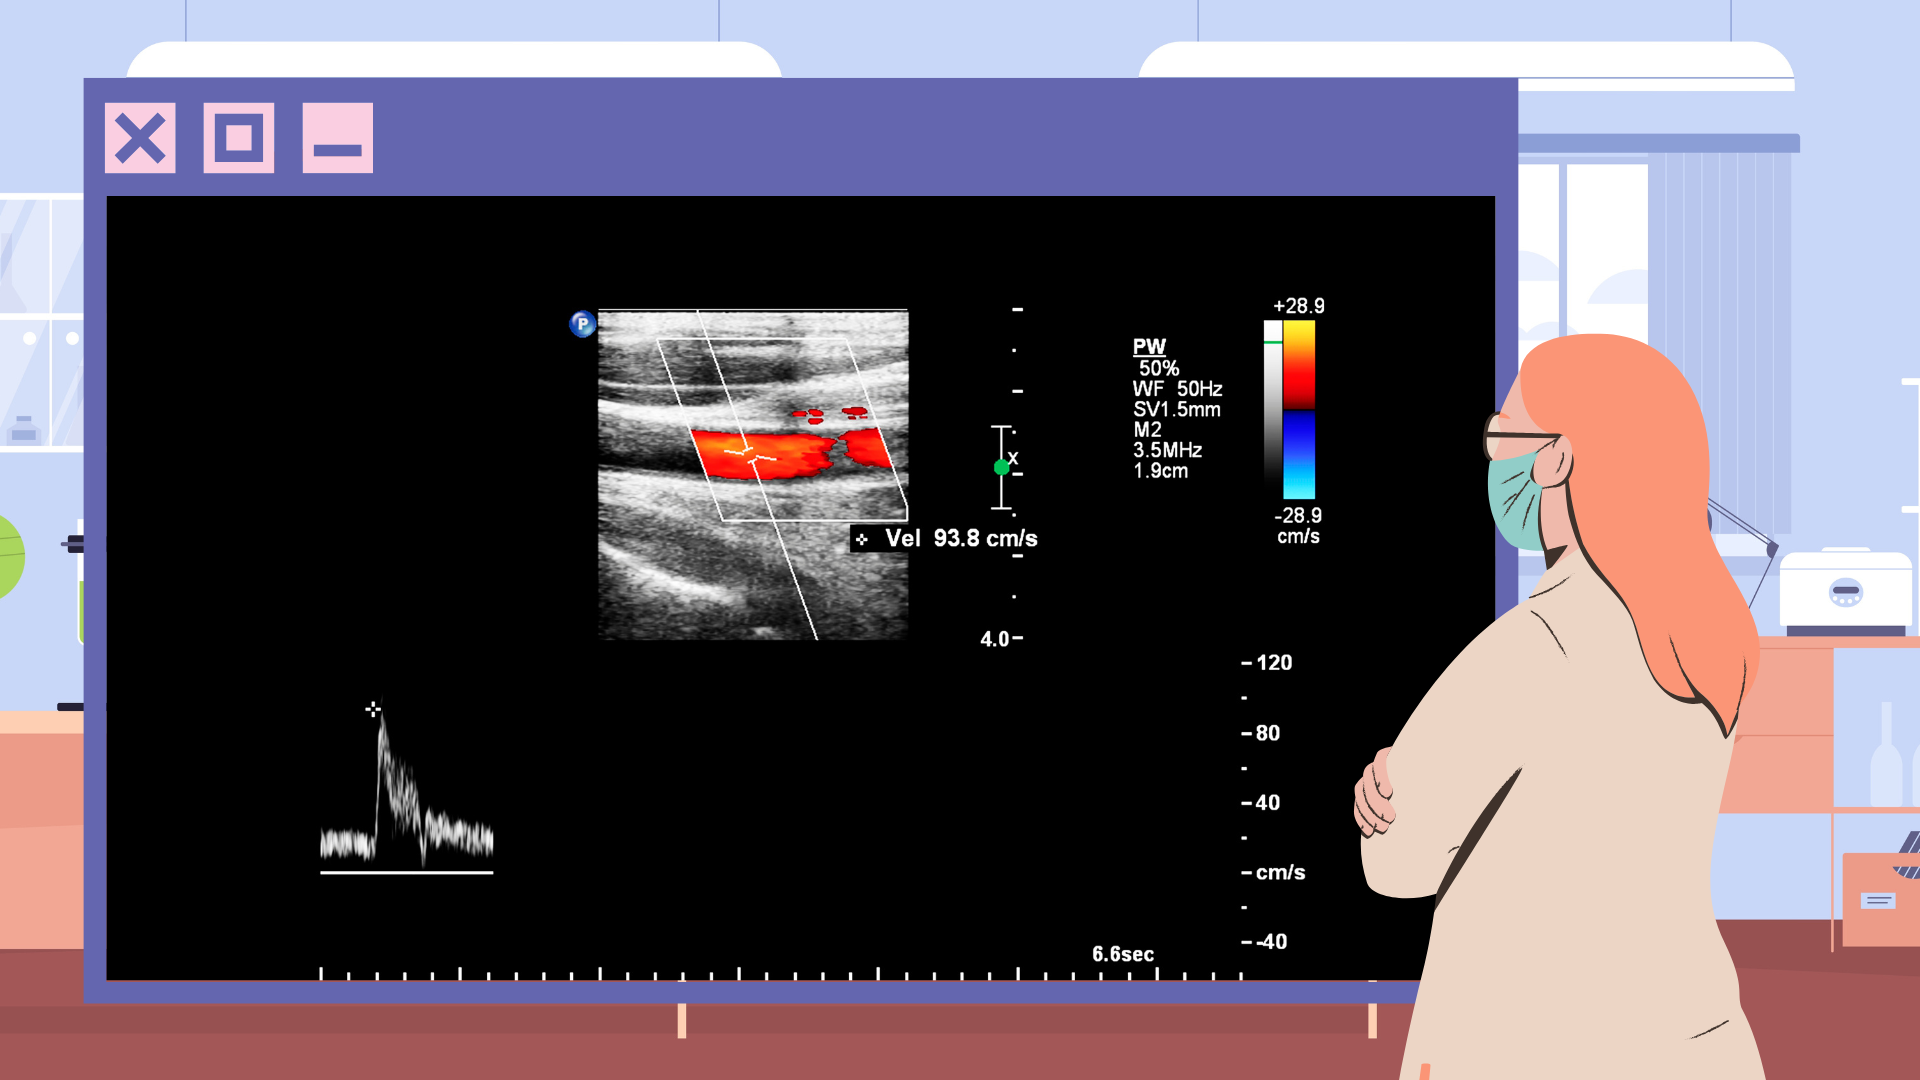 P
+28.9
PW
50%
WF 50Hz
SV1.5mm
M2
3.5MHz
1.9cm
x
-28.9
cm/s
Vel 93.8 cm/s
4.0
120
80
40
cm/s
-40
6.6sec